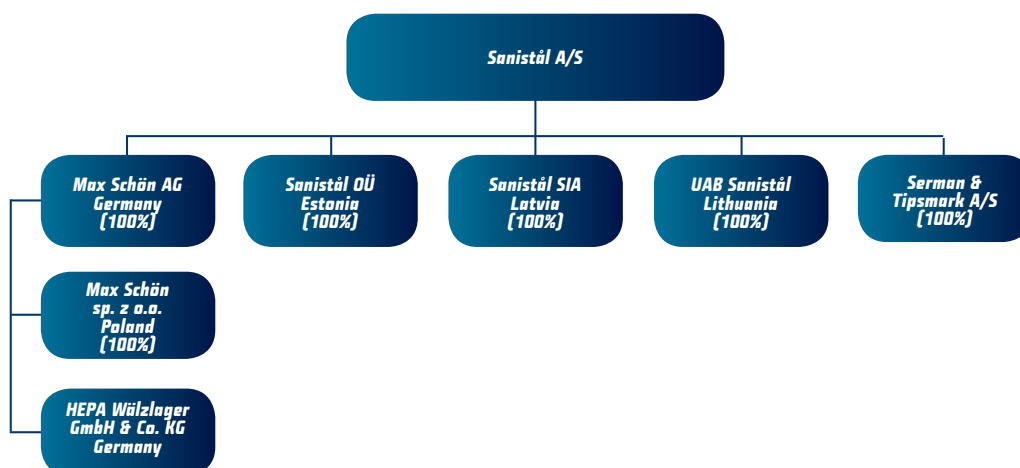 Sanistål A/S
Max Schön AG
Germany
(100%)
Sanistål OÜ
Estonia
(100%)
Sanistål SIA
Latvia
(100%)
UAB Sanistål
Lithuania
(100%)
Serman &
Tipsmark A/S
(100%)
Max Schön
sp. z o.o.
Poland
(100%)
HEPA Wälzlager
GmbH & Co. KG
Germany